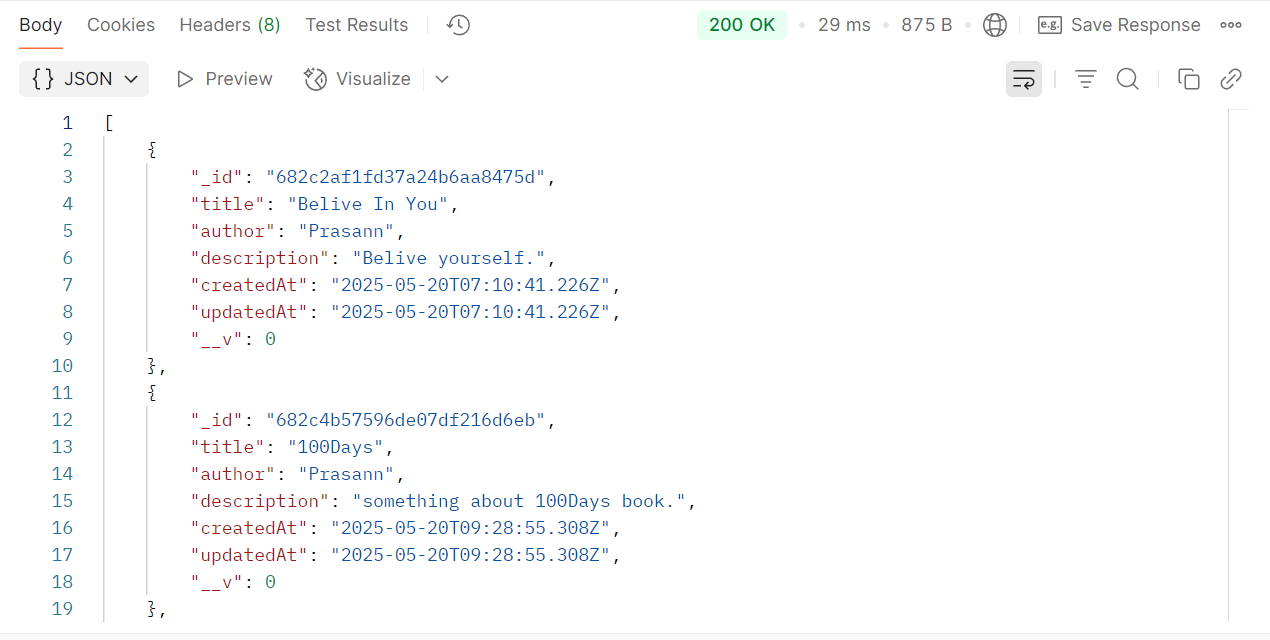 Body Cookies Headers (8) Test Results 200 OK 29 ms 875 B e.g. Save Response
{} JSON Preview Visualize
1 [
2 {
3 "_id": "682c2af1fd37a24b6aa8475d",
4 "title": "Belive In You",
5 "author": "Prasann",
6 "description": "Belive yourself.",
7 "createdAt": "2025-05-20T07:10:41.226Z",
8 "updatedAt": "2025-05-20T07:10:41.226Z",
9 "__v": 0
10 },
11 {
12 "_id": "682c4b57596de07df216d6eb",
13 "title": "100Days",
14 "author": "Prasann",
15 "description": "something about 100Days book.",
16 "createdAt": "2025-05-20T09:28:55.308Z",
17 "updatedAt": "2025-05-20T09:28:55.308Z",
18 "__v": 0
19 },